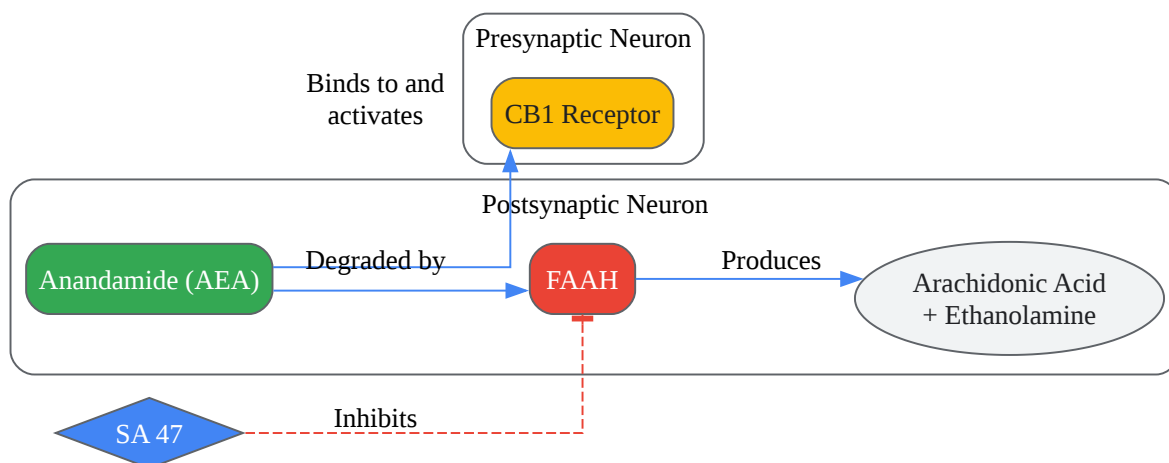 Presynaptic Neuron
Binds to and
activates
CB1 Receptor
Postsynaptic Neuron
Anandamide (AEA)
Degraded by
FAAH
Produces
Arachidonic Acid
+ Ethanolamine
SA 47
Inhibits